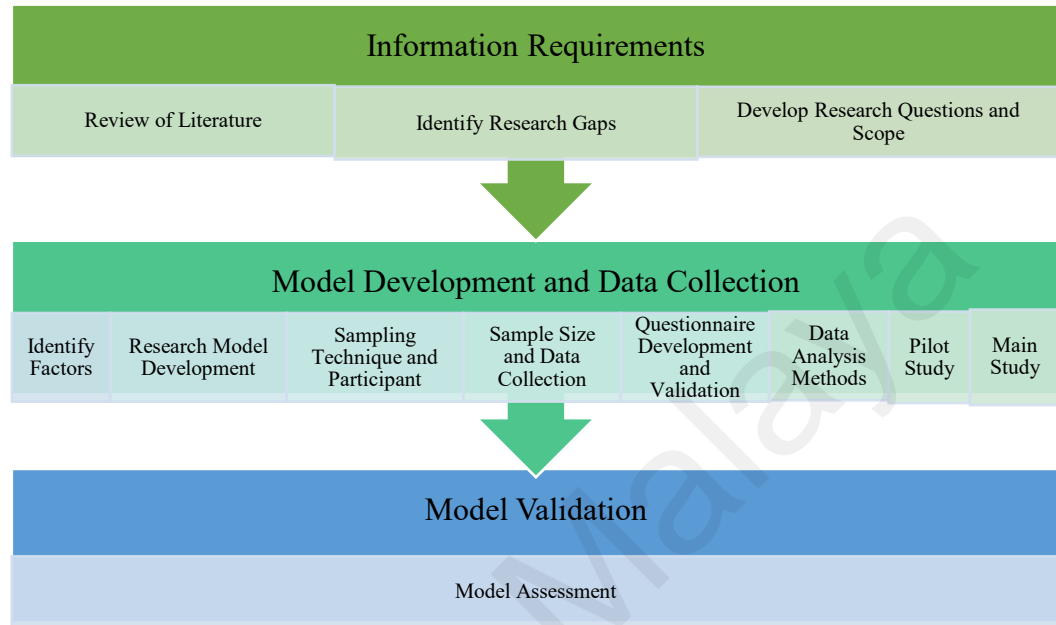 Information Requirements
Review of Literature
Identify Research Gaps
Develop Research Questions and
Scope
Model Development and Data Collection
Identify
Factors
Research Model
Development
Sampling
Technique and
Participant
Sample Size
and Data
Collection
Questionnaire
Development
and
Validation
Data
Analysis
Methods
Pilot
Study
Main
Study
Model Validation
Model Assessment
Malaya